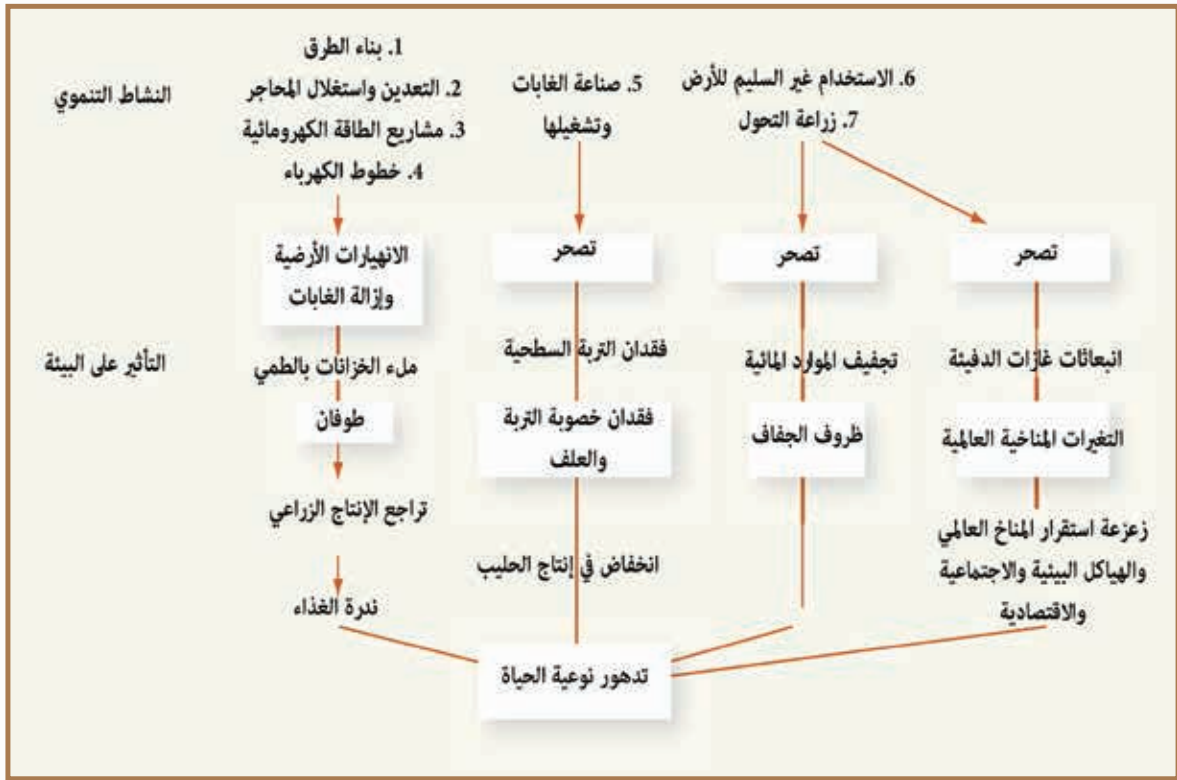 النشاط التنموي
1. بناء الطرق
2. التعدين واستغلال المحاجر
3. مشاريع الطاقة الكهرومائية
4. خطوط الكهرباء
5. صناعة الغابات
وتشغيلها
6. الاستخدام غير السليم للأرض
7. زراعة التحول
التأثير على البيئة
الانهيارات الأرضية
وإزالة الغابات
ملء الخزانات بالطمي
طوفان
تراجع الإنتاج الزراعي
ندرة الغذاء
تصحر
فقدان التربة السطحية
فقدان خصوبة التربة
والعلف
انخفاض في إنتاج الحليب
تصحر
تجفيف الموارد المائية
ظروف الجفاف
تصحر
انبعاثات غازات الدفيئة
التغيرات المناخية العالمية
زعزعة استقرار المناخ العالمي
والهياكل البيئية والاجتماعية
والاقتصادية
تدهور نوعية الحياة